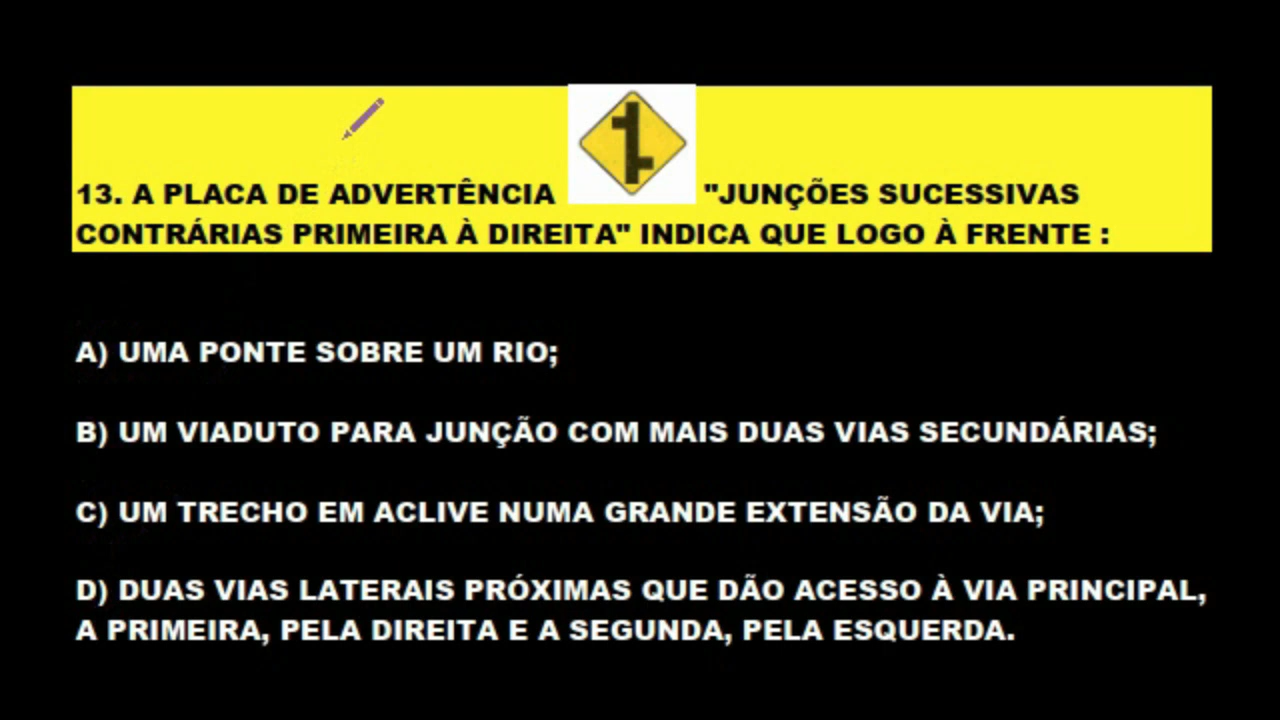 13. A PLACA DE ADVERTÊNCIA "JUNÇÕES SUCESSIVAS
CONTRÁRIAS PRIMEIRA À DIREITA" INDICA QUE LOGO À FRENTE :
A) UMA PONTE SOBRE UM RIO;
B) UM VIADUTO PARA JUNÇÃO COM MAIS DUAS VIAS SECUNDÁRIAS;
C) UM TRECHO EM ACLIVE NUMA GRANDE EXTENSÃO DA VIA;
D) DUAS VIAS LATERAIS PRÓXIMAS QUE DÃO ACESSO À VIA PRINCIPAL,
A PRIMEIRA, PELA DIREITA E A SEGUNDA, PELA ESQUERDA.